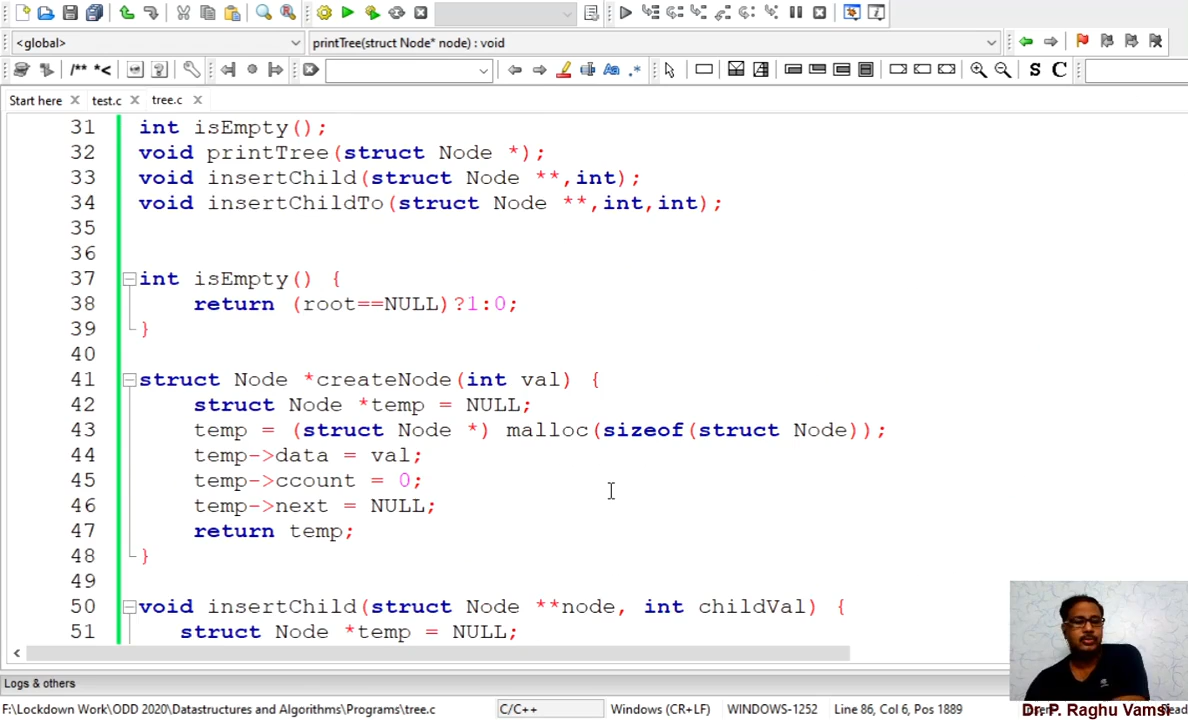 <global>
printTree(struct Node* node) : void
/** *<
.*
S C
Start here
test.c
tree.c
31 int isEmpty();
32 void printTree(struct Node *);
33 void insertChild(struct Node **,int);
34 void insertChildTo(struct Node **,int,int);
35
36
37 int isEmpty() {
38 return (root==NULL)?1:0;
39 }
40
41 struct Node *createNode(int val) {
42 struct Node *temp = NULL;
43 temp = (struct Node *) malloc(sizeof(struct Node));
44 temp->data = val;
45 temp->ccount = 0;
46 temp->next = NULL;
47 return temp;
48 }
49
50 void insertChild(struct Node **node, int childVal) {
51 struct Node *temp = NULL;
Logs & others
F:\Lockdown Work\ODD 2020\Datastructures and Algorithms\Programs\tree.c
C/C++
Windows (CR+LF)
WINDOWS-1252
Line 86, Col 6, Pos 1889
Dr. P. Raghu Vamsi